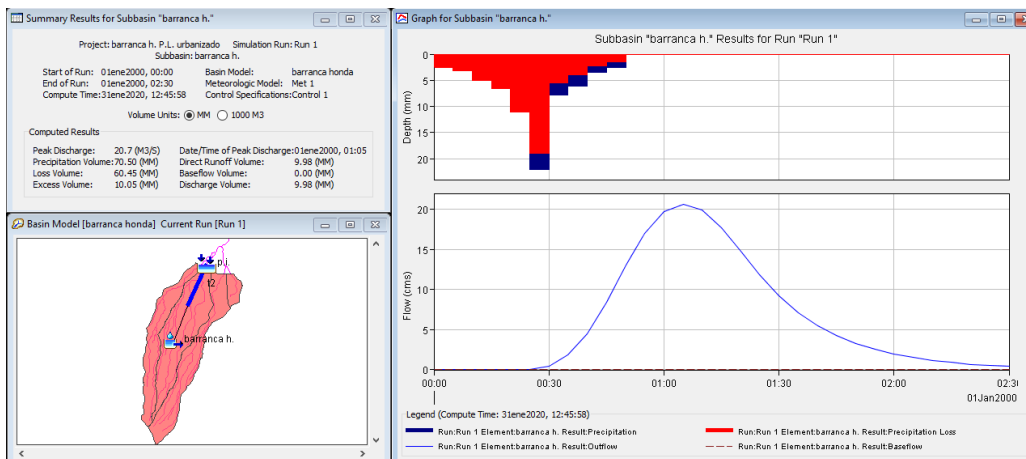 Summary Results for Subbasin "barranca h."
Project: barranca h. P.L. urbanizado Simulation Run: Run 1
Subbasin: barranca h.
Start of Run: 01ene2000, 00:00 Basin Model: barranca honda
End of Run: 01ene2000, 02:30 Meteorologic Model: Met 1
Compute Time:31ene2020, 12:45:58 Control Specifications:Control 1
Volume Units: MM 1000 M3
Computed Results
Peak Discharge: 20.7 (M3/S) Date/Time of Peak Discharge:01ene2000, 01:05
Precipitation Volume:70.50 (MM) Direct Runoff Volume: 9.98 (MM)
Loss Volume: 60.45 (MM) Baseflow Volume: 0.00 (MM)
Excess Volume: 10.05 (MM) Discharge Volume: 9.98 (MM)
Basin Model [barranca honda] Current Run [Run 1]
p.i.
t2
barranca h.
Graph for Subbasin "barranca h."
Subbasin "barranca h." Results for Run "Run 1"
Depth (mm)
0
5
10
15
20
Flow (cms)
20
15
10
5
0
00:00 00:30 01:00 01:30 02:00 02:3
01Jan2000
Legend (Compute Time: 31ene2020, 12:45:58)
Run:Run 1 Element:barranca h. Result:Precipitation Run:Run 1 Element:barranca h. Result:Precipitation Loss
Run:Run 1 Element:barranca h. Result:Outflow Run:Run 1 Element:barranca h. Result:Baseflow